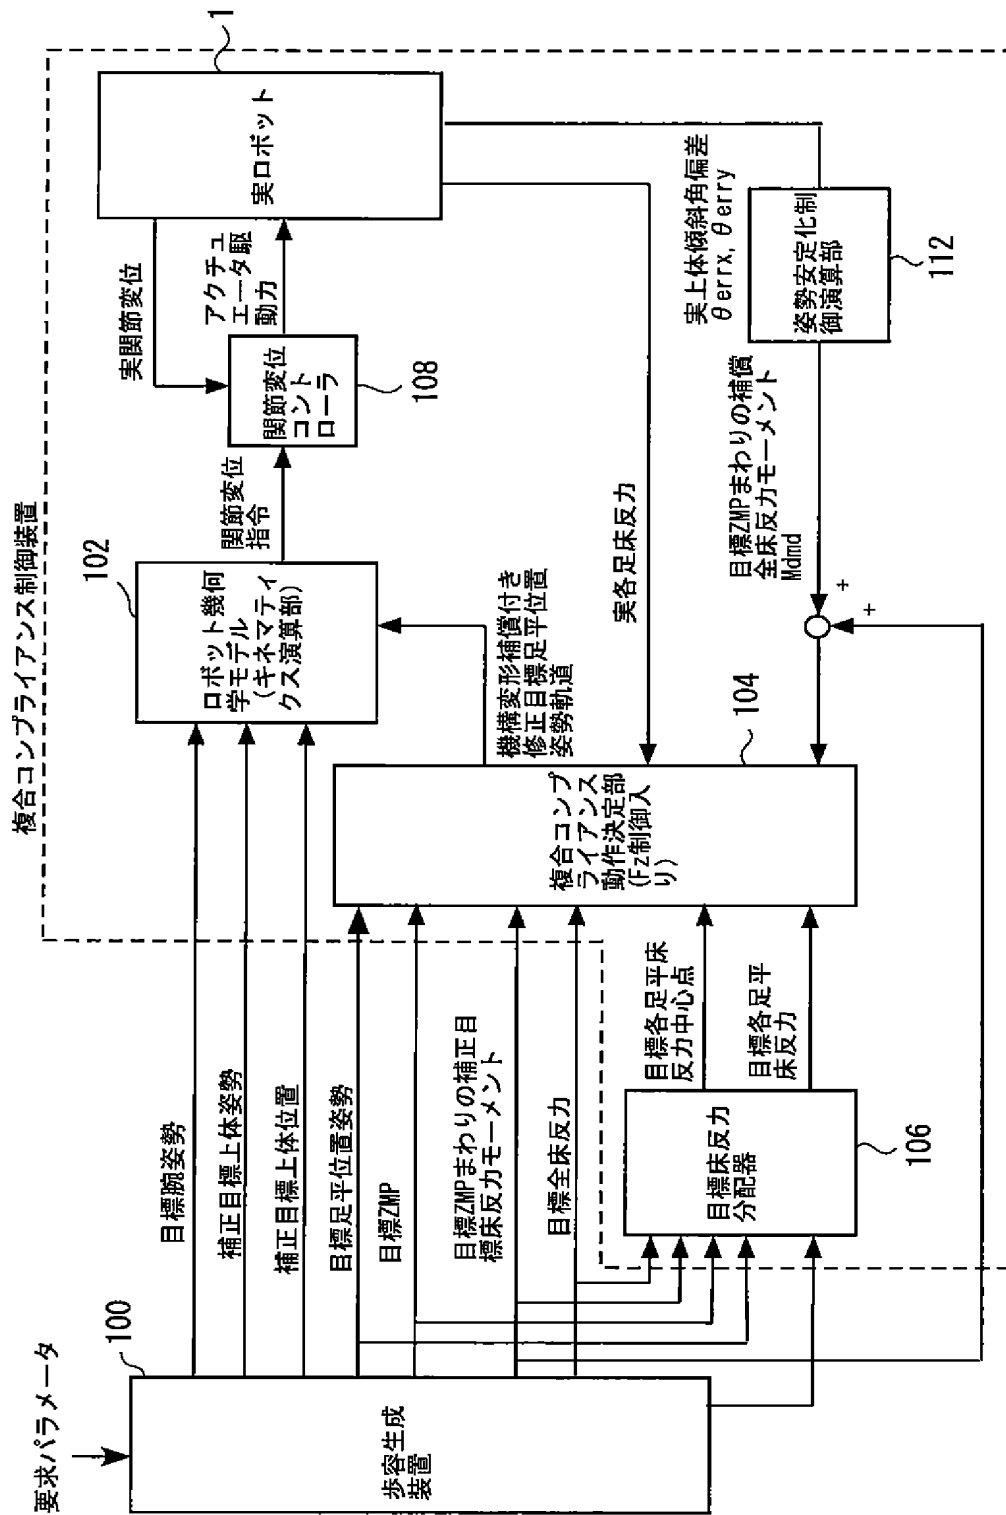 要求パラメータ
100
歩容生成
装置
目標腕姿勢
補正目標上体姿勢
補正目標上体位置
目標足平位置姿勢
目標ZMP
目標ZMPまわりの補正目
標床反力モーメント
目標全床反力
目標床反力
分配器
106
目標各足平床
反力中心点
目標各足平
床反力
複合コンプライアンス制御装置
102
ロボット幾何
学モデル
(キネマティ
クス演算部)
関節変位
指令
関節変位
コント
ローラ
108
実関節変位
アクチュ
エータ駆
動力
1
実ロボット
機構変形補償付き
修正目標足平位置
姿勢軌道
104
複合コンプ
ライアンス
動作決定部
(Fz制御入
り)
実各足床反力
実上体傾斜角偏差
θerrx, θerry
姿勢安定化制
御演算部
112
目標ZMPまわりの補償
全床反力モーメント
Mdmd
+
+